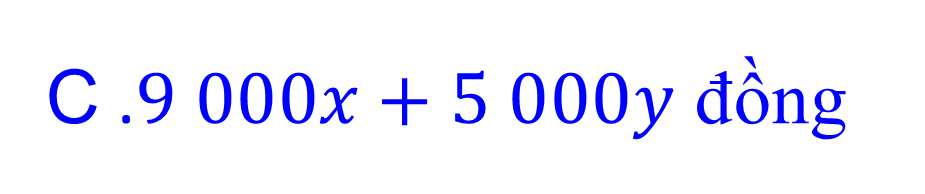 C .9 000x + 5 000y đồng